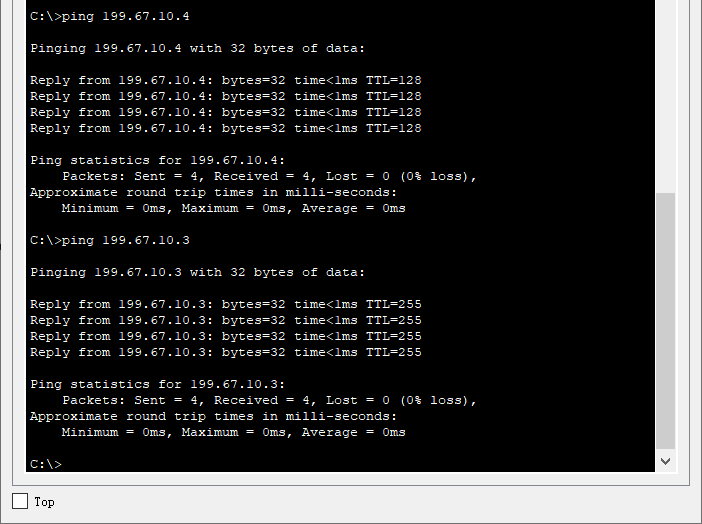 C:\>ping 199.67.10.4
Pinging 199.67.10.4 with 32 bytes of data:
Reply from 199.67.10.4: bytes=32 time<1ms TTL=128
Reply from 199.67.10.4: bytes=32 time<1ms TTL=128
Reply from 199.67.10.4: bytes=32 time<1ms TTL=128
Reply from 199.67.10.4: bytes=32 time<1ms TTL=128
Ping statistics for 199.67.10.4:
    Packets: Sent = 4, Received = 4, Lost = 0 (0% loss),
Approximate round trip times in milli-seconds:
    Minimum = 0ms, Maximum = 0ms, Average = 0ms
C:\>ping 199.67.10.3
Pinging 199.67.10.3 with 32 bytes of data:
Reply from 199.67.10.3: bytes=32 time<1ms TTL=255
Reply from 199.67.10.3: bytes=32 time<1ms TTL=255
Reply from 199.67.10.3: bytes=32 time<1ms TTL=255
Reply from 199.67.10.3: bytes=32 time<1ms TTL=255
Ping statistics for 199.67.10.3:
    Packets: Sent = 4, Received = 4, Lost = 0 (0% loss),
Approximate round trip times in milli-seconds:
    Minimum = 0ms, Maximum = 0ms, Average = 0ms
C:\>
Top